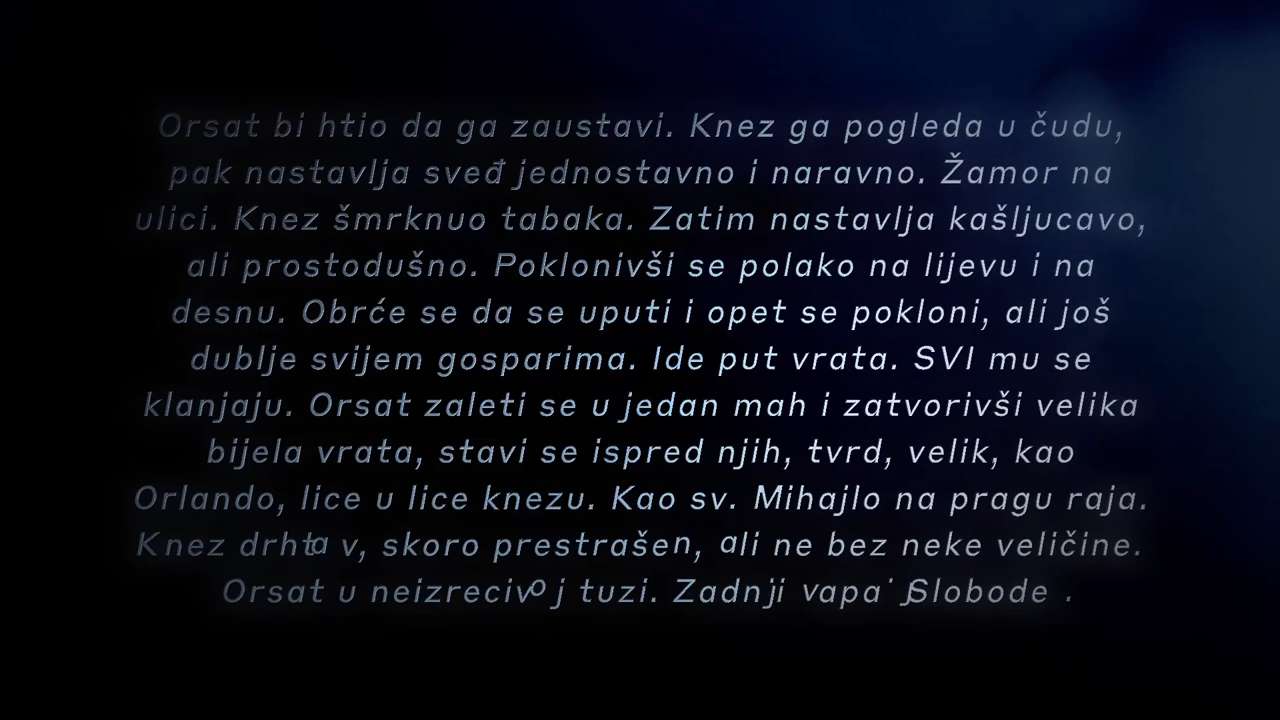 Orsat bi htio da ga zaustavi. Knez ga pogleda u čudu,
pak nastavlja sveđ jednostavno i naravno. Žamor na
ulici. Knez šmrknuo tabaka. Zatim nastavlja kašljucavo,
ali prostodušno. Poklonivši se polako na lijevu i na
desnu. Obrće se da se uputi i opet se pokloni, ali još
dublje svijem gosparima. Ide put vrata. SVI mu se
klanjaju. Orsat zaleti se u jedan mah i zatvorivši velika
bijela vrata, stavi se ispred njih, tvrd, velik, kao
Orlando, lice u lice knezu. Kao sv. Mihajlo na pragu raja.
Knez drhtav, skoro prestrašen, ali ne bez neke veličine.
Orsat u neizrecivoj tuzi. Zadnji vapaj Slobode.